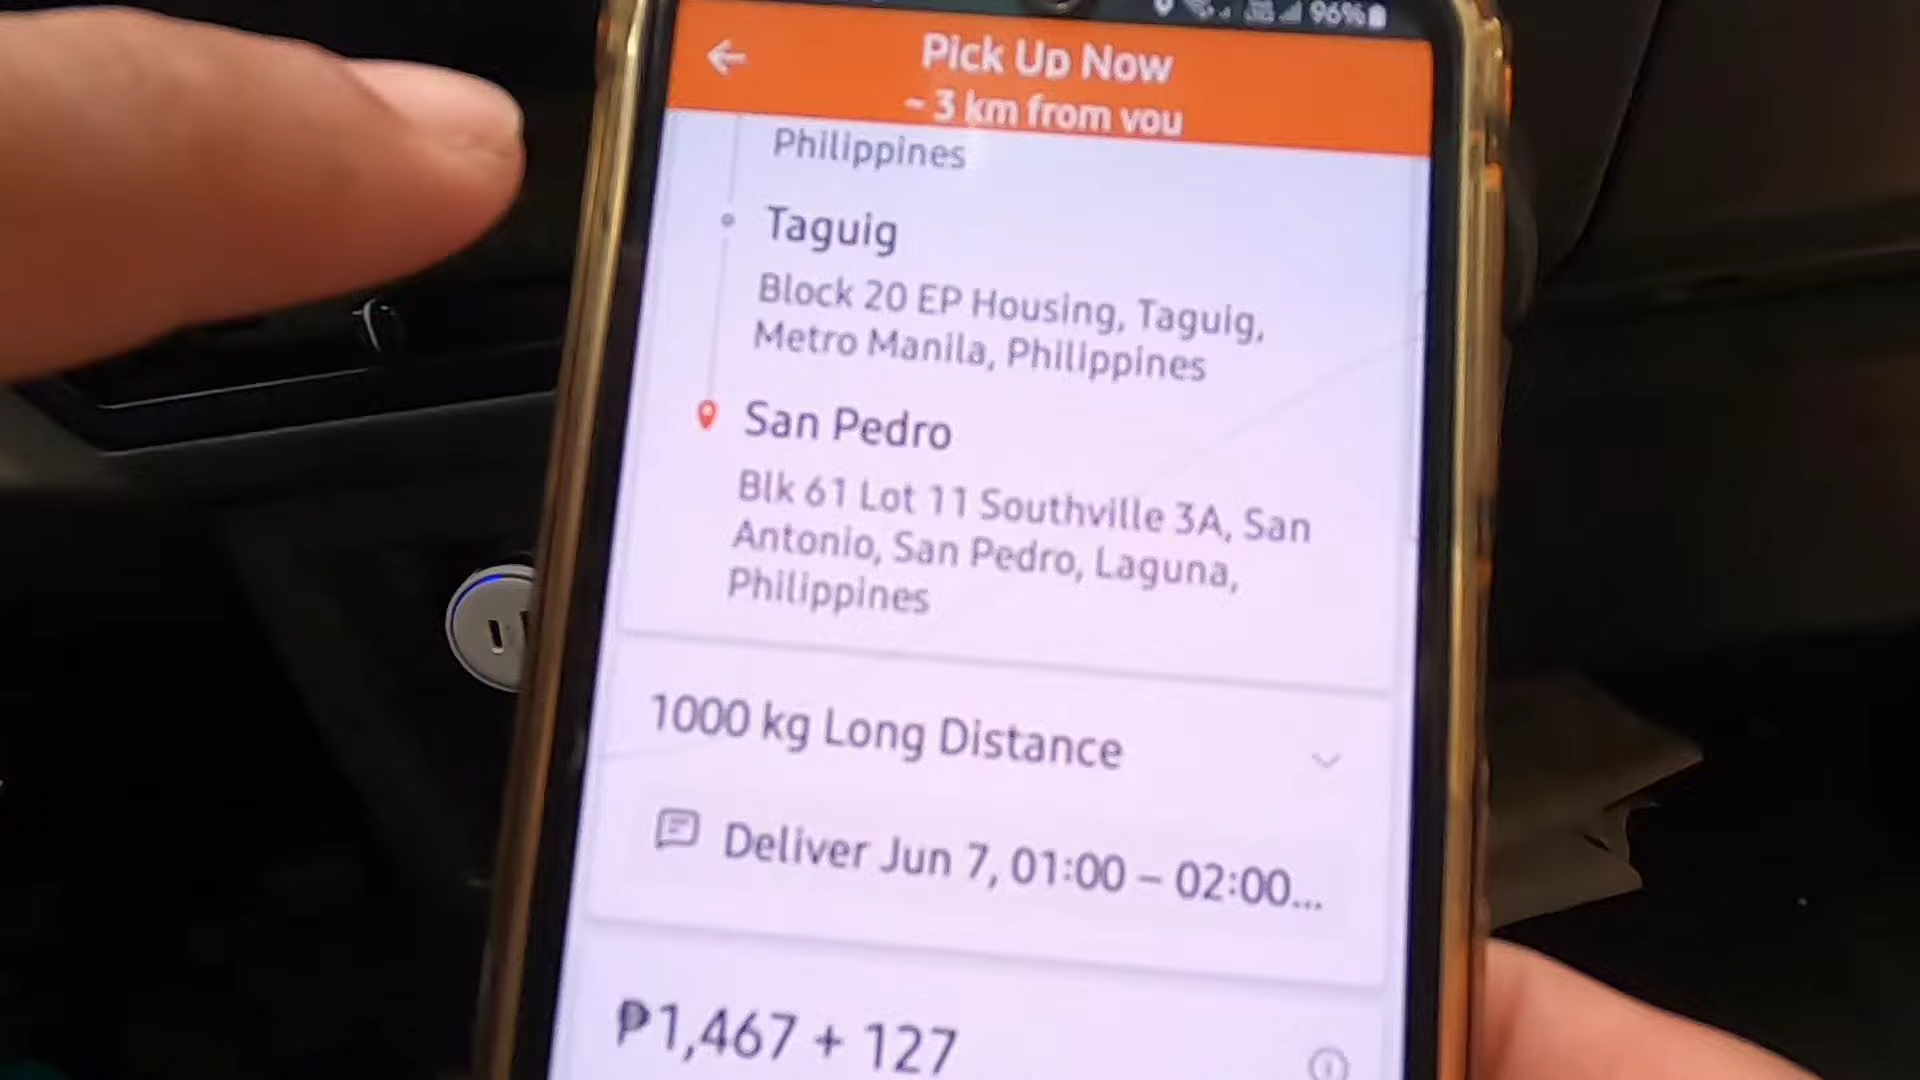 96%
Pick Up Now
~ 3 km from you
Philippines
Taguig
Block 20 EP Housing, Taguig,
Metro Manila, Philippines
San Pedro
Blk 61 Lot 11 Southville 3A, San
Antonio, San Pedro, Laguna,
Philippines
1000 kg Long Distance
Deliver Jun 7, 01:00 – 02:00...
₱1,467 + 127